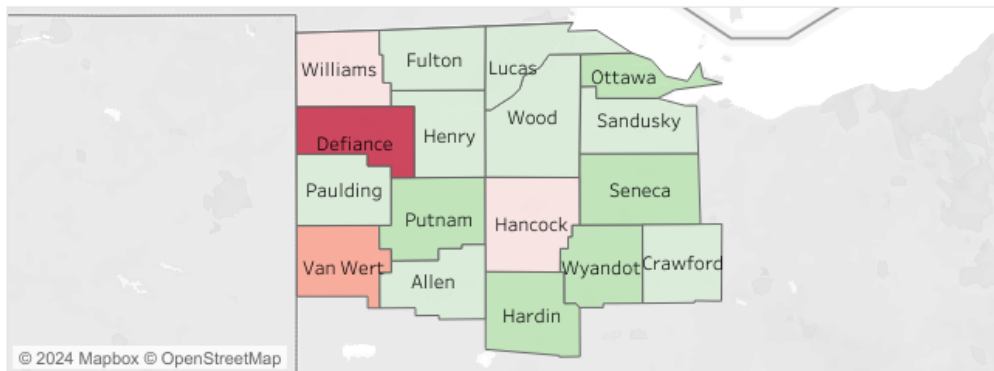 Fulton
Williams
Lucas
Ottawa
Wood
Sandusky
Henry
Defiance
Paulding
Seneca
Putnam
Hancock
Van Wert
Wyandot
Crawford
Allen
Hardin
© 2024 Mapbox © OpenStreetMap